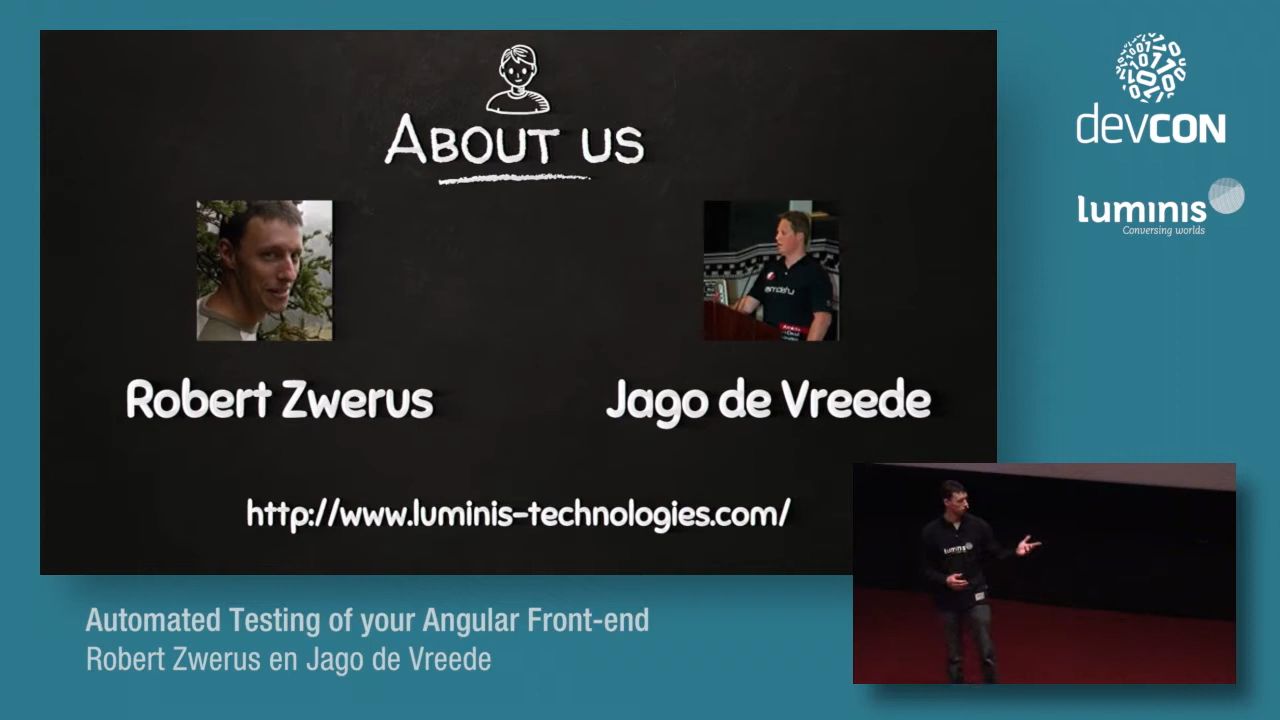 About us
Robert Zwerus
Jago de Vreede
http://www.luminis-technologies.com/
Automated Testing of your Angular Front-end
Robert Zwerus en Jago de Vreede
devcon
luminis
Conversing worlds
luminis